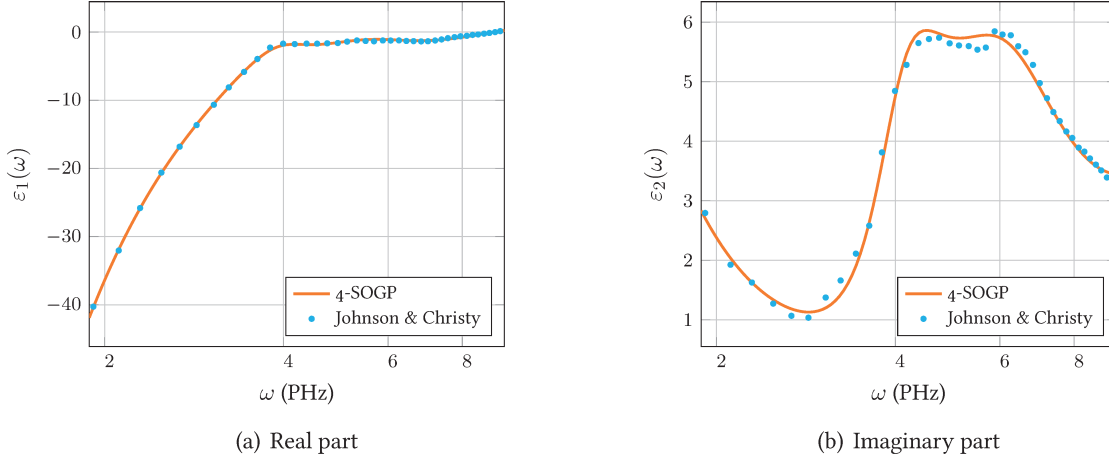 0
−10
−20
−30
−40
ε₁(ω)
2
4
6
8
ω (PHz)
4-SOGP
Johnson & Christy
(a) Real part
6
5
4
3
2
1
ε₂(ω)
2
4
6
8
ω (PHz)
4-SOGP
Johnson & Christy
(b) Imaginary part